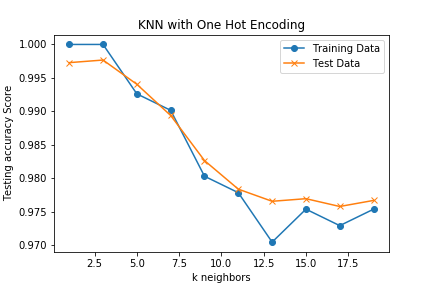 KNN with One Hot Encoding
Training Data
Test Data
Testing accuracy Score
1.000
0.995
0.990
0.985
0.980
0.975
0.970
2.5 5.0 7.5 10.0 12.5 15.0 17.5
k neighbors